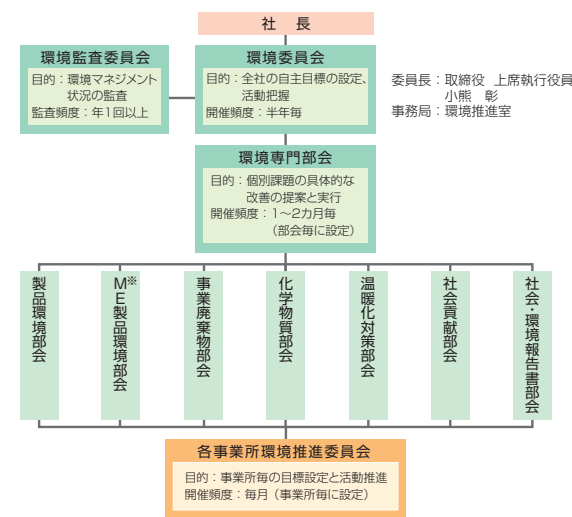 社 長
環境監査委員会
目的：環境マネジメント
状況の監査
監査頻度：年1回以上
環境委員会
目的：全社の自主目標の設定、
活動把握
開催頻度：半年毎
委員長：取締役 上席執行役員
小熊 彰
事務局：環境推進室
環境専門部会
目的：個別課題の具体的な
改善の提案と実行
開催頻度：1～2カ月毎
（部会毎に設定）
製品環境部会
ME※製品環境部会
事業廃棄物部会
化学物質部会
温暖化対策部会
社会貢献部会
社会・環境報告書部会
各事業所環境推進委員会
目的：事業所毎の目標設定と活動推進
開催頻度：毎月（事業所毎に設定）